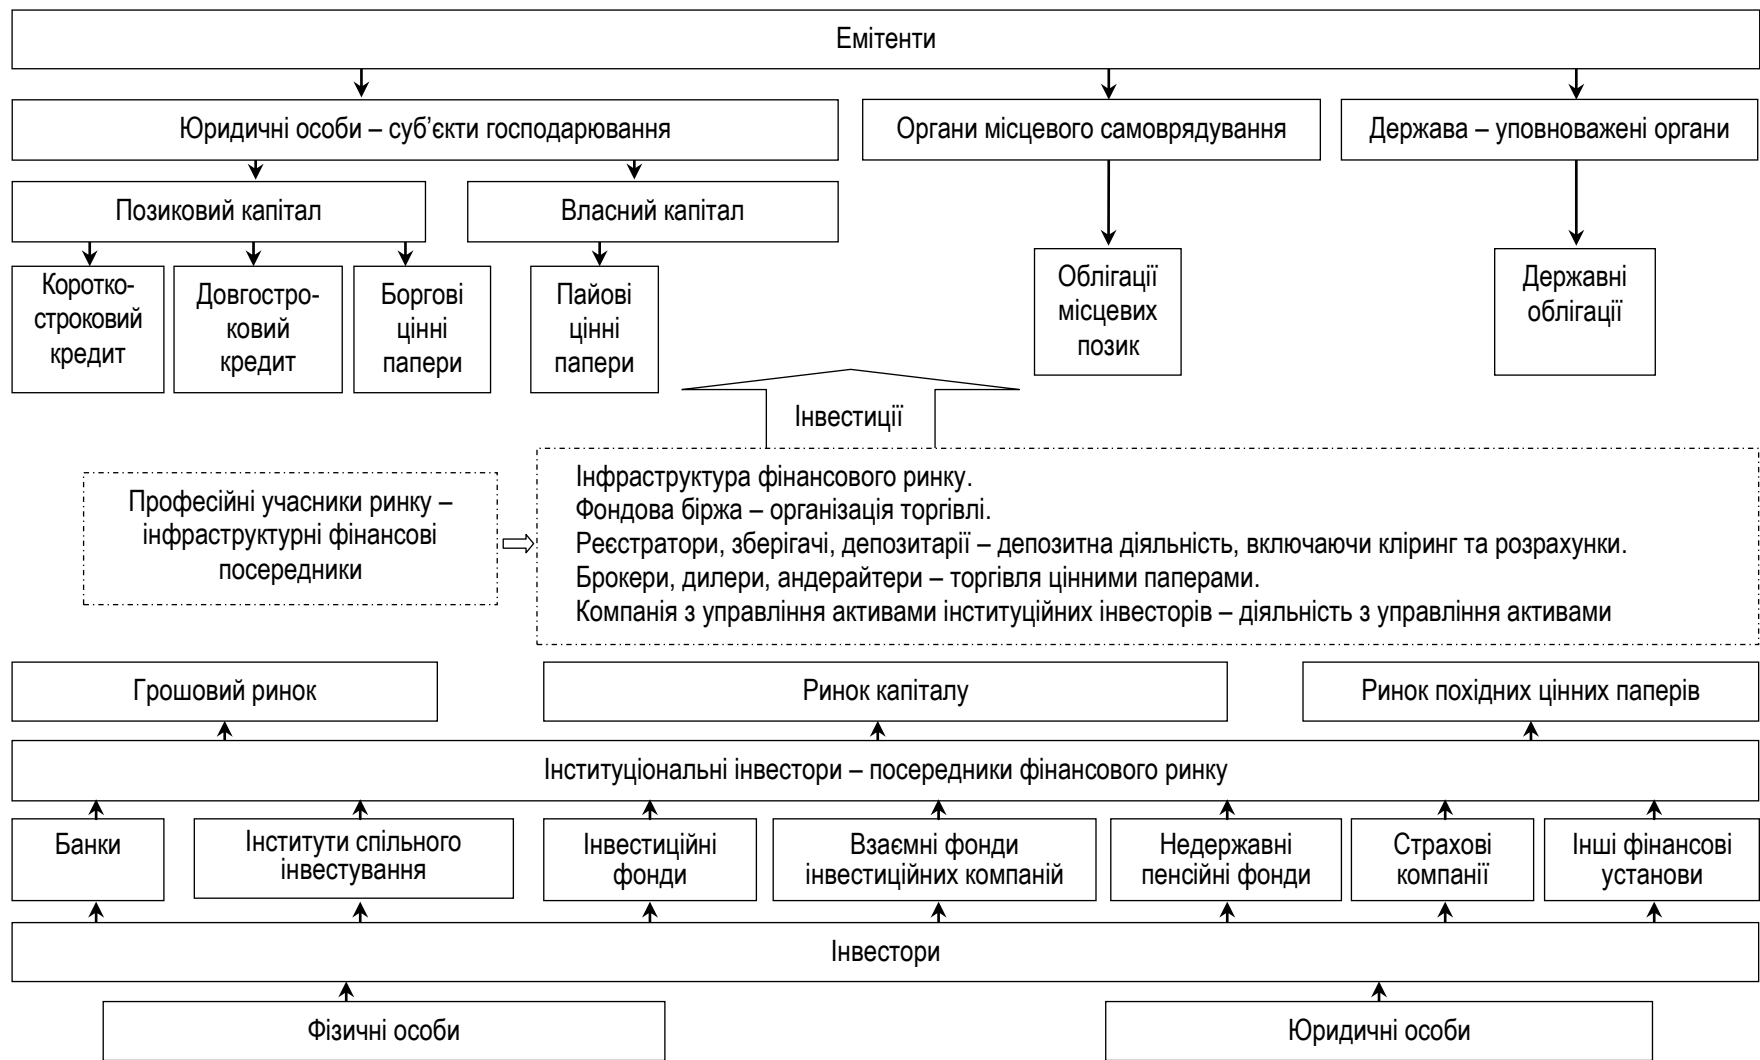 Емітенти
Юридичні особи – суб’єкти господарювання
Органи місцевого самоврядування
Держава – уповноважені органи
Позиковий капітал
Власний капітал
Коротко-
строковий
кредит
Довгостро-
ковий
кредит
Боргові
цінні
папери
Пайові
цінні
папери
Облігації
місцевих
позик
Державні
облігації
Інвестиції
Професійні учасники ринку –
інфраструктурні фінансові
посередники
Інфраструктура фінансового ринку.
Фондова біржа – організація торгівлі.
Реєстратори, зберігачі, депозитарії – депозитна діяльність, включаючи кліринг та розрахунки.
Брокери, дилери, андерайтери – торгівля цінними паперами.
Компанія з управління активами інституційних інвесторів – діяльність з управління активами
Грошовий ринок
Ринок капіталу
Ринок похідних цінних паперів
Інституціональні інвестори – посередники фінансового ринку
Банки
Інститути спільного
інвестування
Інвестиційні
фонди
Взаємні фонди
інвестиційних компаній
Недержавні
пенсійні фонди
Страхові
компанії
Інші фінансові
установи
Інвестори
Фізичні особи
Юридичні особи